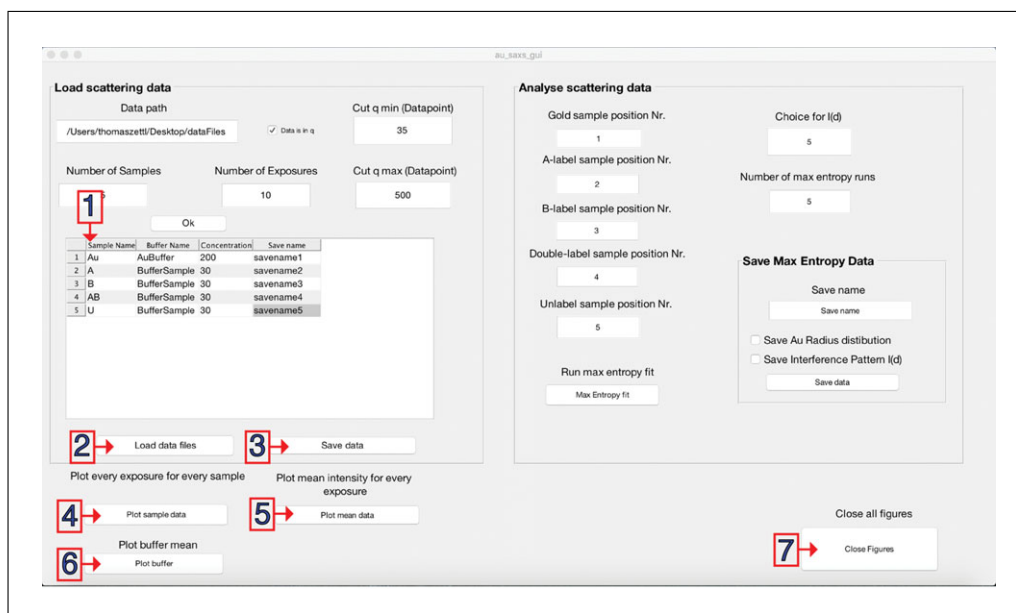 au_saxs_gui
Load scattering data
Data path
Cut q min (Datapoint)
/Users/thomaszettl/Desktop/dataFiles
Data is in q
35
Number of Samples
Number of Exposures
Cut q max (Datapoint)
10
500
1
Ok
Sample Name Buffer Name Concentration Save name
1 Au AuBuffer 200 savename1
2 A BufferSample 30 savename2
3 B BufferSample 30 savename3
4 AB BufferSample 30 savename4
5 U BufferSample 30 savename5
2 Load data files
3 Save data
Plot every exposure for every sample
Plot mean intensity for every
exposure
4 Plot sample data
5 Plot mean data
Plot buffer mean
6 Plot buffer
Analyse scattering data
Gold sample position Nr.
1
A-label sample position Nr.
2
B-label sample position Nr.
3
Double-label sample position Nr.
4
Unlabel sample position Nr.
5
Run max entropy fit
Max Entropy fit
Choice for I(d)
5
Number of max entropy runs
5
Save Max Entropy Data
Save name
Save name
Save Au Radius distibution
Save Interference Pattern I(d)
Save data
Close all figures
7 Close Figures